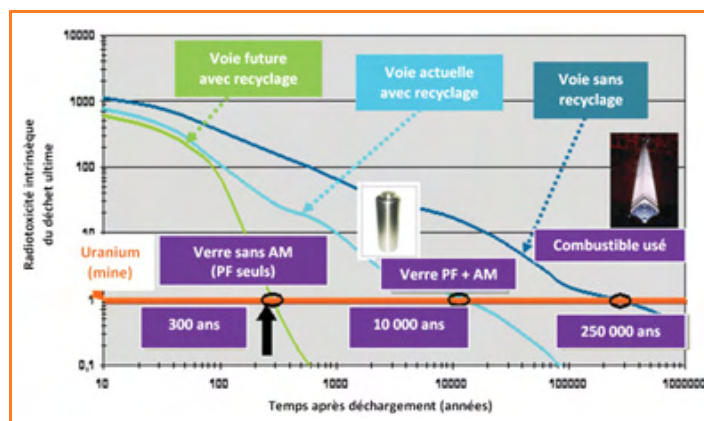 10000
1000
100
10
1
0,1
Radiotoxicité intrinsèque
du déchet ultime
Voie future
avec recyclage
Voie actuelle
avec recyclage
Voie sans
recyclage
Uranium
(mine)
Verre sans AM
(PF seuls)
Verre PF + AM
Combustible usé
300 ans
10 000 ans
250 000 ans
10
100
1000
10000
100000
1000000
Temps après déchargement (années)